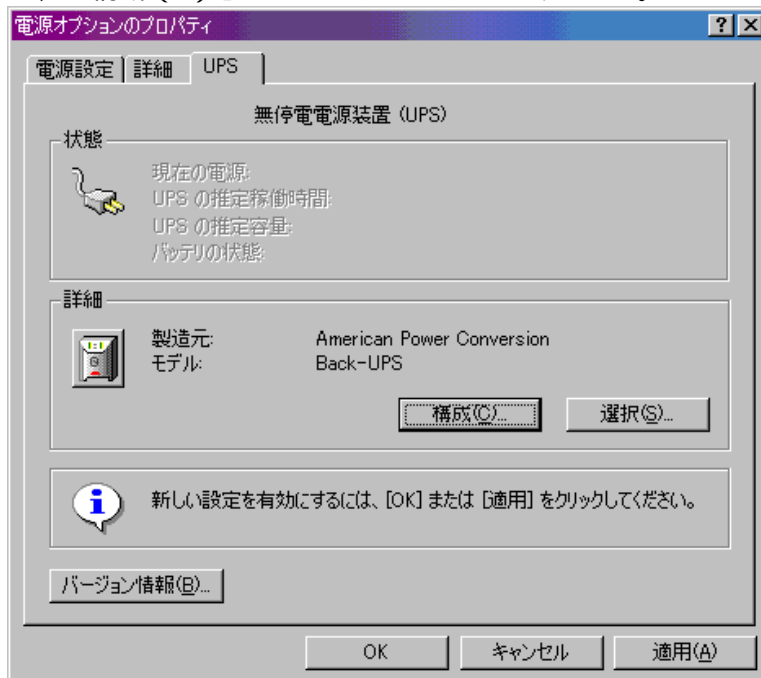 電源オプションのプロパティ
電源設定 詳細 UPS
無停電電源装置 (UPS)
状態
現在の電源:
UPS の推定稼働時間:
UPS の推定容量:
バッテリの状態:
詳細
製造元: American Power Conversion
モデル: Back-UPS
構成(C)... 選択(S)...
新しい設定を有効にするには、[OK] または [適用] をクリックしてください。
バージョン情報(B)...
OK キャンセル 適用(A)